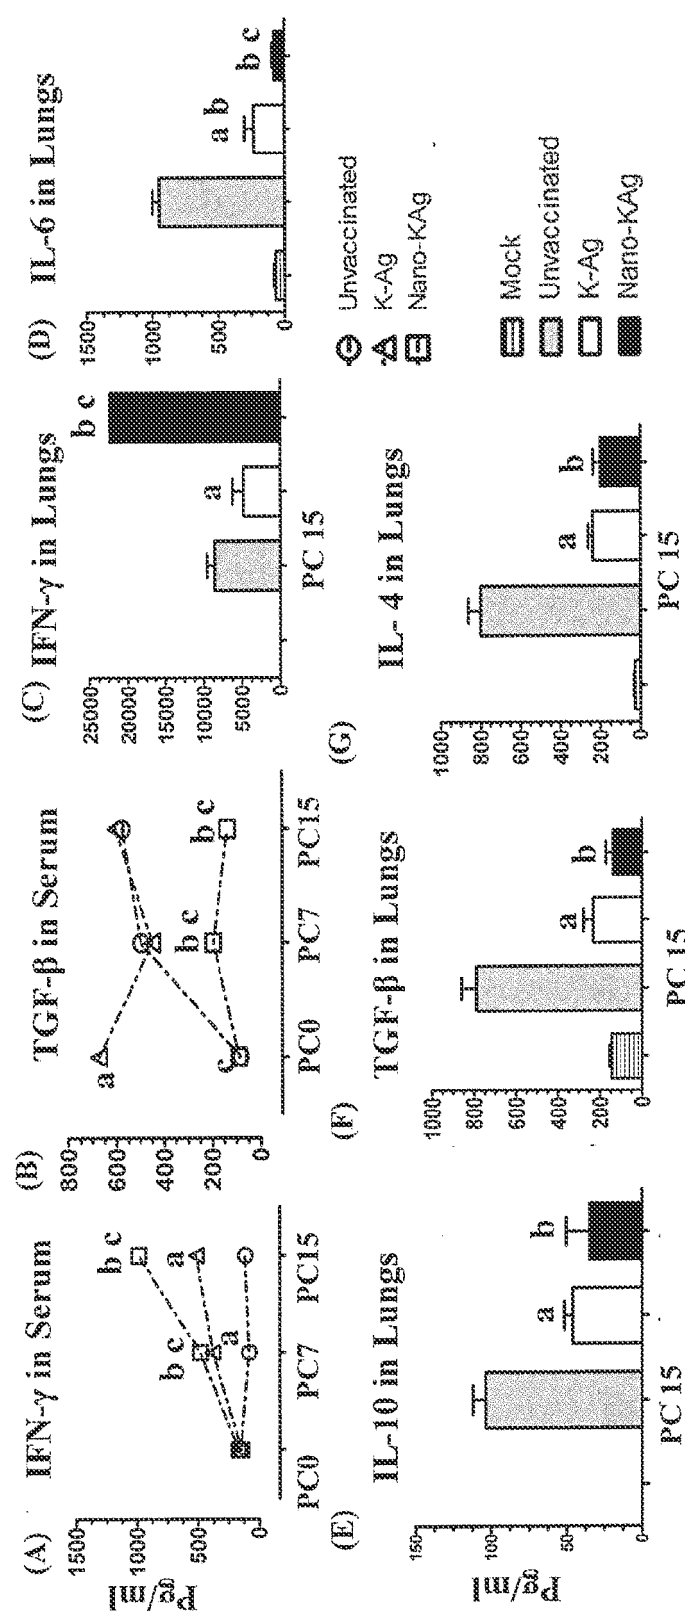 (A) IFN-γ in Serum
Pg/ml
1500
1000
500
0
b c
b c
a
a
PC0 PC7 PC15
(B) TGF-β in Serum
800
600
400
200
0
a
c
b c
b c
PC0 PC7 PC15
(C) IFN-γ in Lungs
25000
20000
15000
10000
5000
0
a
b c
PC 15
(D) IL-6 in Lungs
1500
1000
500
0
a b
b c
Unvaccinated
K-Ag
Nano-KAg
(E) IL-10 in Lungs
Pg/ml
150
100
50
0
a
b
PC 15
(F) TGF-β in Lungs
1000
800
600
400
200
0
a
b
PC 15
(G) IL- 4 in Lungs
1000
800
600
400
200
0
a
b
PC 15
Mock
Unvaccinated
K-Ag
Nano-KAg